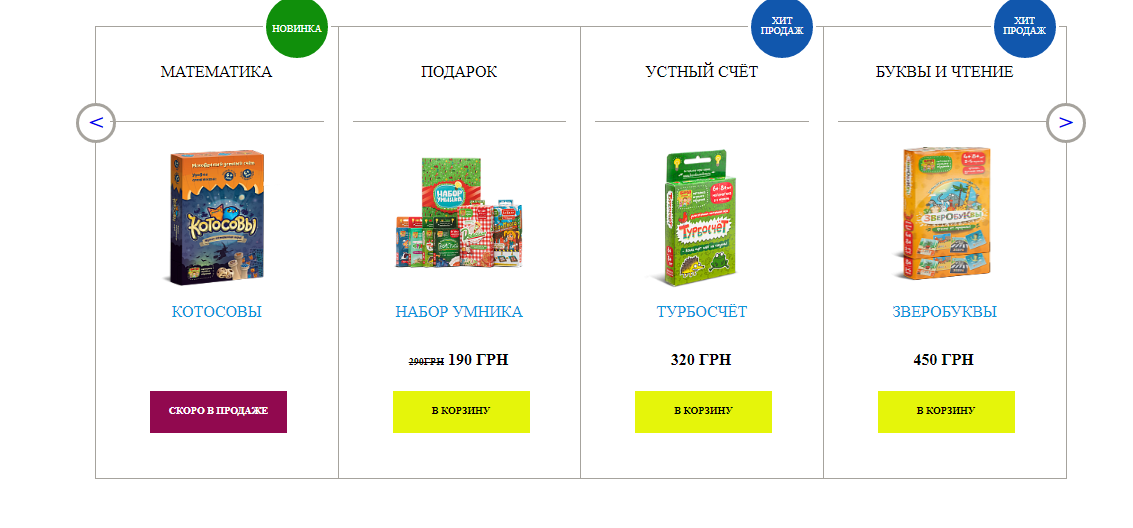 НОВИНКА
ХИТ
ПРОДАЖ
ХИТ
ПРОДАЖ
МАТЕМАТИКА
ПОДАРОК
УСТНЫЙ СЧЁТ
БУКВЫ И ЧТЕНИЕ
<
>
КОТОСОВЫ
НАБОР
УМНИКА
ТУРБОСЧЁТ
ЗВЕРОБУКВЫ
КОТОСОВЫ
НАБОР УМНИКА
ТУРБОСЧЁТ
ЗВЕРОБУКВЫ
290ГРН 190 ГРН
320 ГРН
450 ГРН
СКОРО В ПРОДАЖЕ
В КОРЗИНУ
В КОРЗИНУ
В КОРЗИНУ